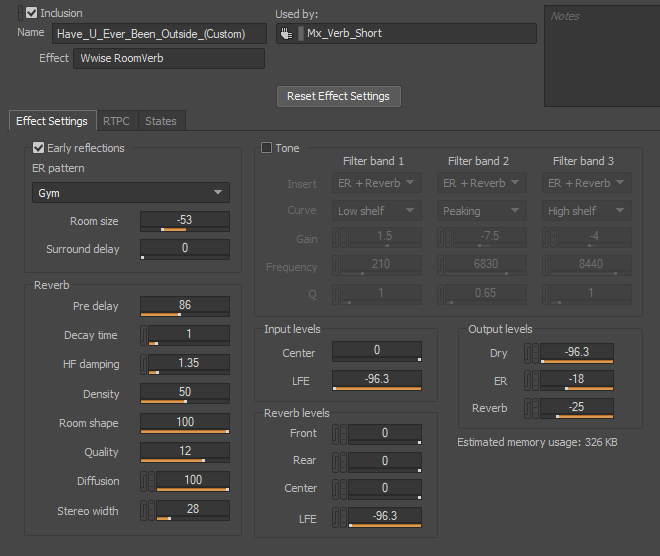 Inclusion
Used by:
Notes
Name Have_U_Ever_Been_Outside_(Custom)
Mx_Verb_Short
Effect Wwise RoomVerb
Reset Effect Settings
Effect Settings RTPC States
Early reflections
ER pattern
Gym
Room size -53
Surround delay 0
Reverb
Pre delay 86
Decay time 1
HF damping 1.35
Density 50
Room shape 100
Quality 12
Diffusion 100
Stereo width 28
Tone
Filter band 1 Filter band 2 Filter band 3
Insert ER + Reverb ER + Reverb ER + Reverb
Curve Low shelf Peaking High shelf
Gain 1.5 -7.5 -4
Frequency 210 6830 8440
Q 1 0.65 1
Input levels
Center 0
LFE -96.3
Reverb levels
Front 0
Rear 0
Center 0
LFE -96.3
Output levels
Dry -96.3
ER -18
Reverb -25
Estimated memory usage: 326 KB